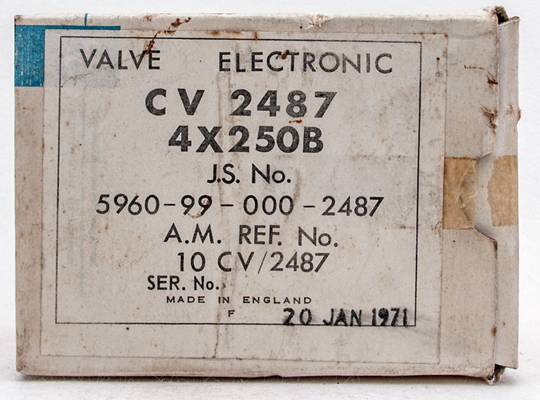 VALVE ELECTRONIC
CV 2487
4X250B
J.S. No.
5960-99-000-2487
A.M. REF. No.
10 CV/2487
SER. No.
MADE IN ENGLAND
F
20 JAN 1971